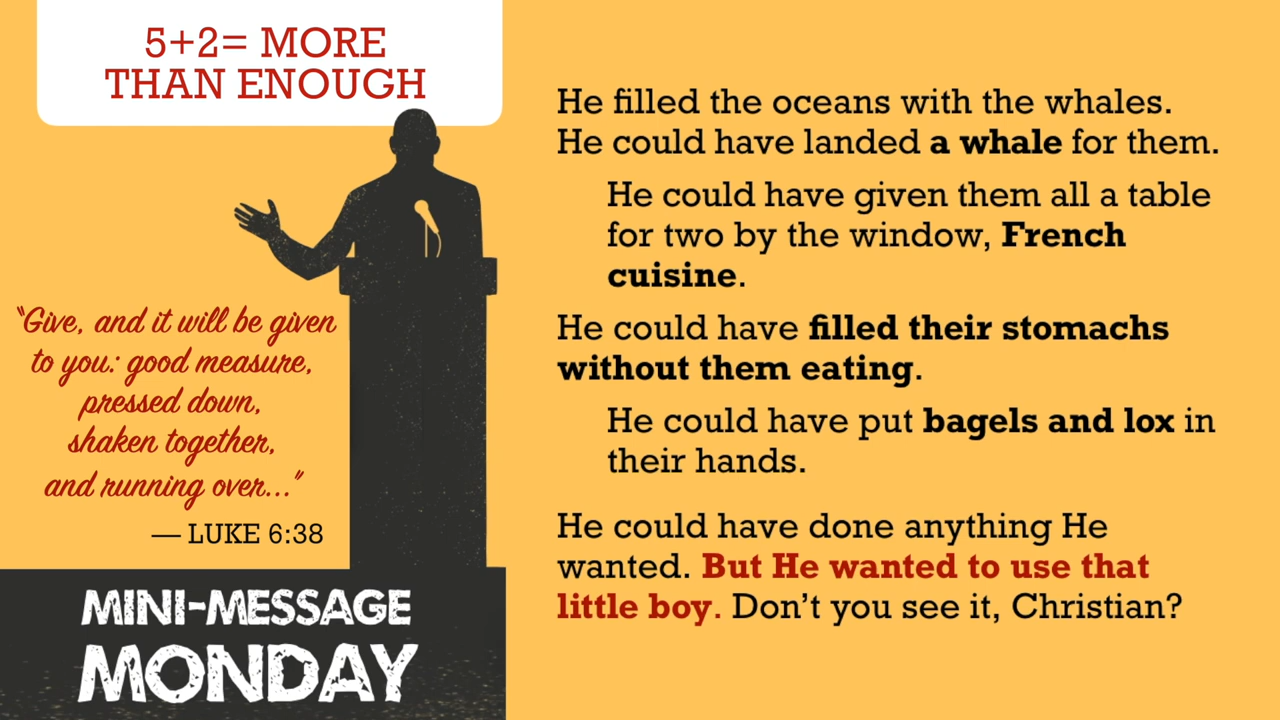 5+2= MORE
THAN ENOUGH
“Give, and it will be given
to you: good measure,
pressed down,
shaken together,
and running over...”
— LUKE 6:38
MINI-MESSAGE
MONDAY
He filled the oceans with the whales.
He could have landed a whale for them.
He could have given them all a table
for two by the window, French
cuisine.
He could have filled their stomachs
without them eating.
He could have put bagels and lox in
their hands.
He could have done anything He
wanted. But He wanted to use that
little boy. Don’t you see it, Christian?